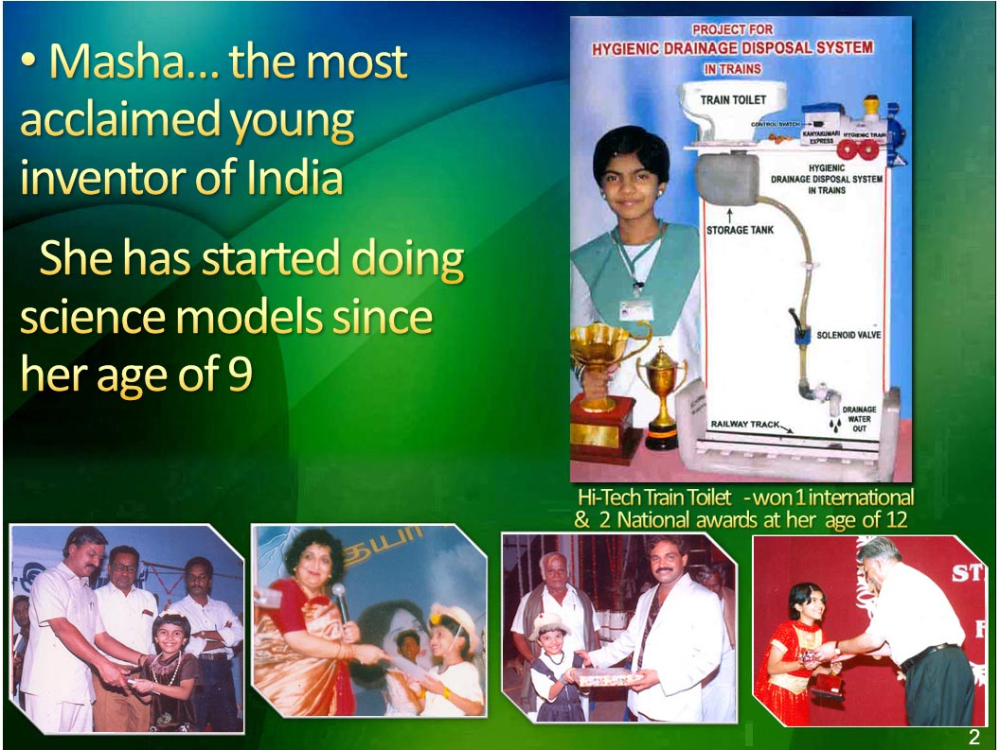 • Masha... the most
acclaimed young
inventor of India
She has started doing
science models since
her age of 9
PROJECT FOR
HYGIENIC DRAINAGE DISPOSAL SYSTEM
IN TRAINS
TRAIN TOILET
CONTROL SWITCH
KANYAKUMARI
EXPRESS
HYGIENIC TRAIN
HYGIENIC
DRAINAGE DISPOSAL SYSTEM
IN TRAINS
STORAGE TANK
SOLENOID VALVE
DRAINAGE
WATER
OUT
RAILWAY TRACK
Hi-Tech Train Toilet - won 1 international
& 2 National awards at her age of 12
தயா
ST
F
2